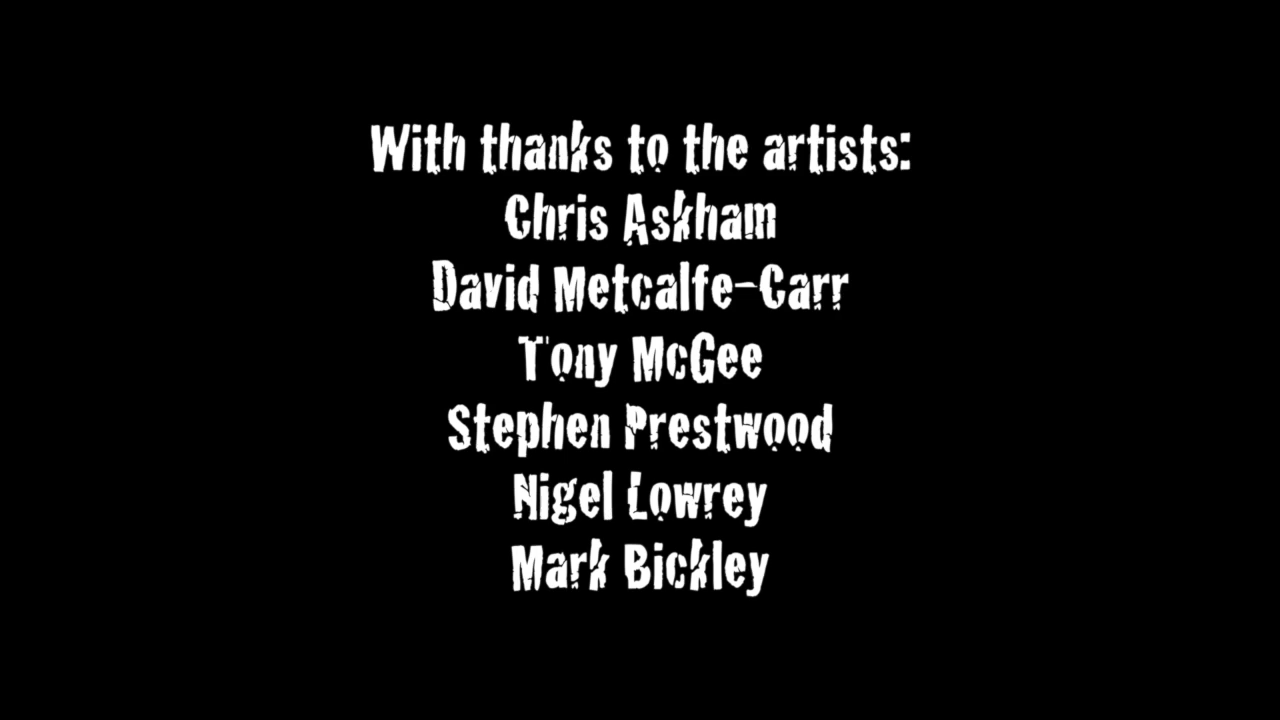 With thanks to the artists:
Chris Askham
David Metcalfe-Carr
Tony McGee
Stephen Prestwood
Nigel Lowrey
Mark Bickley